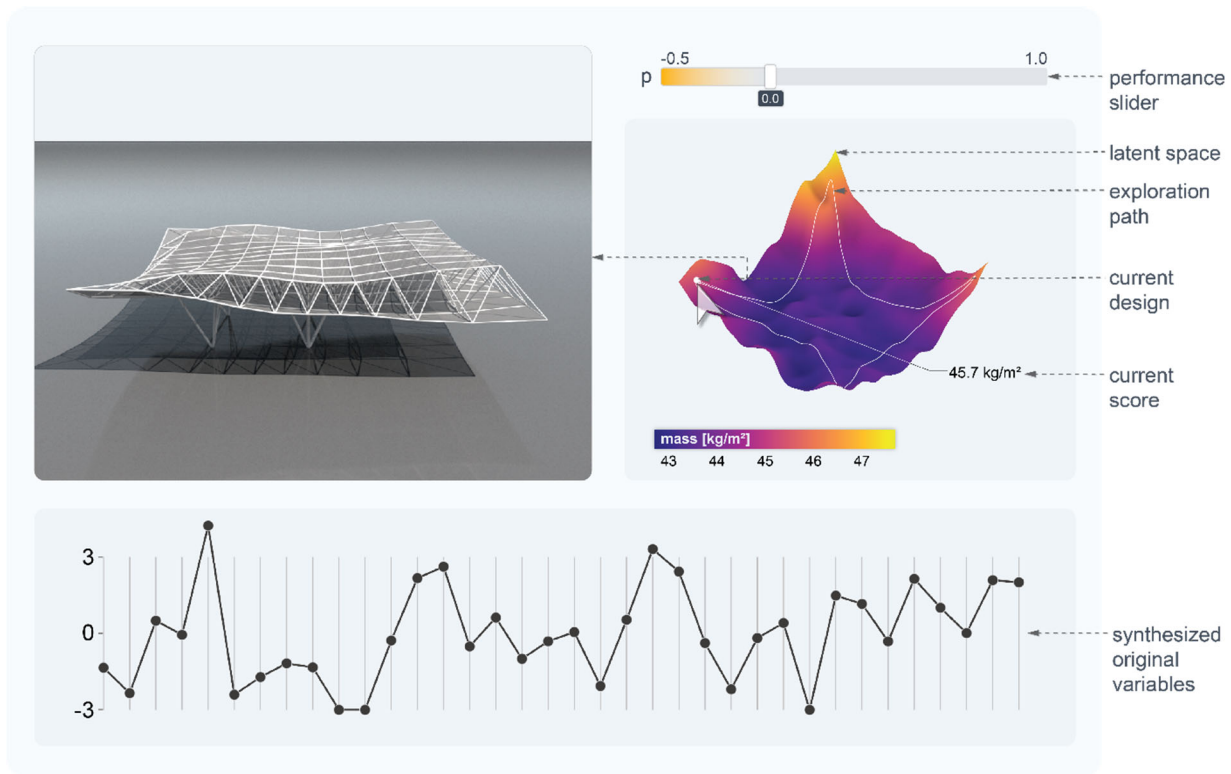 -0.5
1.0
p
0.0
performance
slider
latent space
exploration
path
current
design
45.7 kg/m²
current
score
mass [kg/m²]
43
44
45
46
47
3
0
-3
synthesized
original
variables